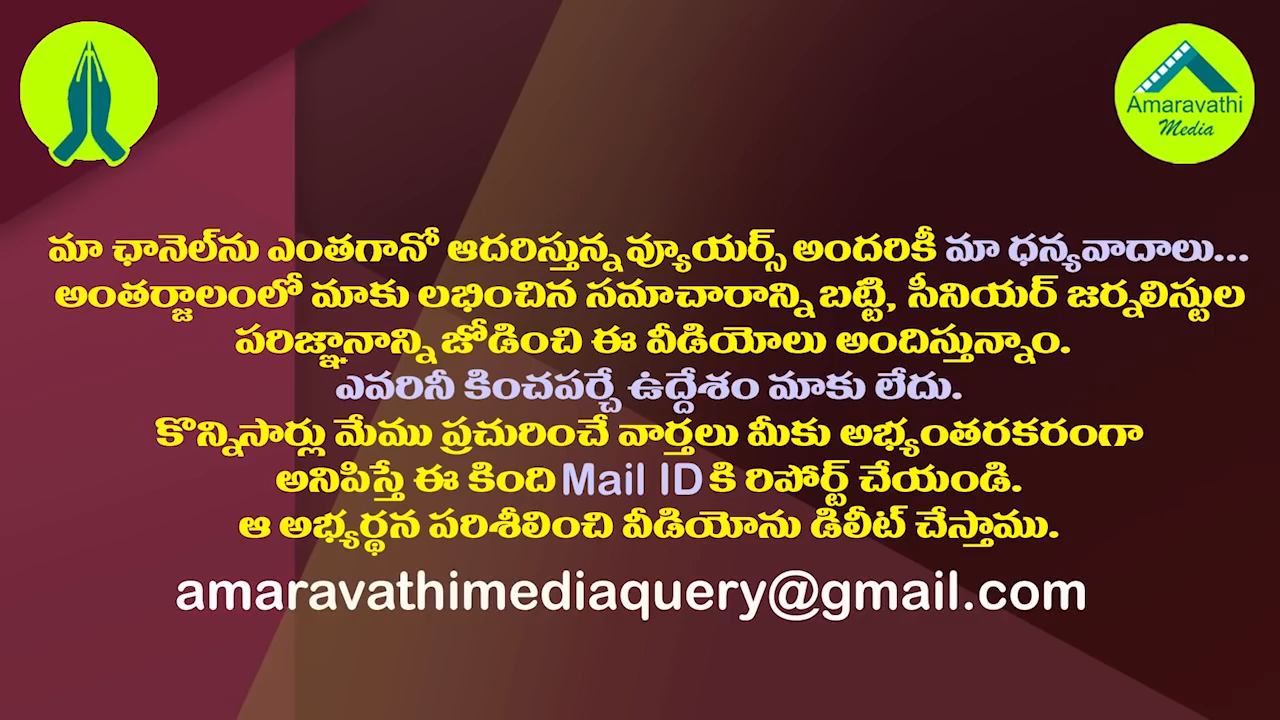 Amaravathi
Media
మా ఛానెల్‌ను ఎంతగానో ఆదరిస్తున్న వ్యూయర్స్ అందరికీ మా ధన్యవాదాలు...
అంతర్జాలంలో మాకు లభించిన సమాచారాన్ని బట్టి, సీనియర్ జర్నలిస్టుల
పరిజ్ఞానాన్ని జోడించి ఈ వీడియోలు అందిస్తున్నాం.
ఎవరినీ కించపర్చే ఉద్దేశం మాకు లేదు.
కొన్నిసార్లు మేము ప్రచురించే వార్తలు మీకు అభ్యంతరకరంగా
అనిపిస్తే ఈ కింది Mail ID కి రిపోర్ట్ చేయండి.
ఆ అభ్యర్థన పరిశీలించి వీడియోను డిలీట్ చేస్తాము.
amaravathimediaquery@gmail.com